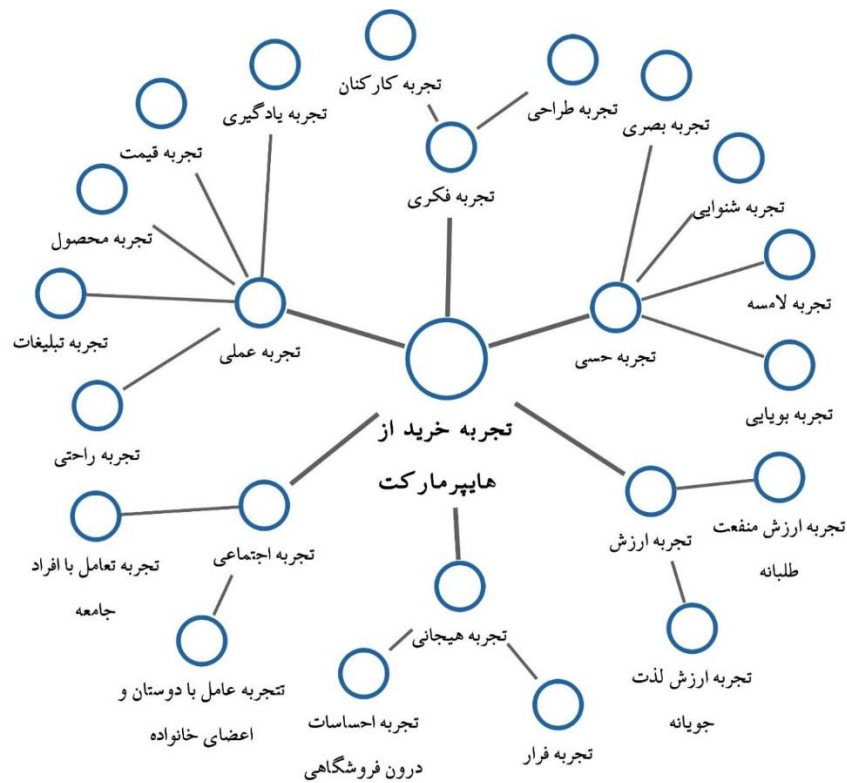 تجربه کارکنان
تجربه طراحی
تجربه یادگیری
تجربه بصری
تجربه قیمت
تجربه شنوایی
تجربه فکری
تجربه محصول
تجربه لامسه
تجربه تبلیغات
تجربه عملی
تجربه حسی
تجربه بویایی
تجربه راحتی
تجربه خرید از
هایپرمارکت
تجربه ارزش منفعت
طلبانه
تجربه ارزش
تجربه اجتماعی
تجربه تعامل با افراد
جامعه
تجربه هیجانی
تجربه ارزش لذت
جویانه
تتجربه عامل با دوستان و
اعضای خانواده
تجربه احساسات
درون فروشگاهی
تجربه فرار